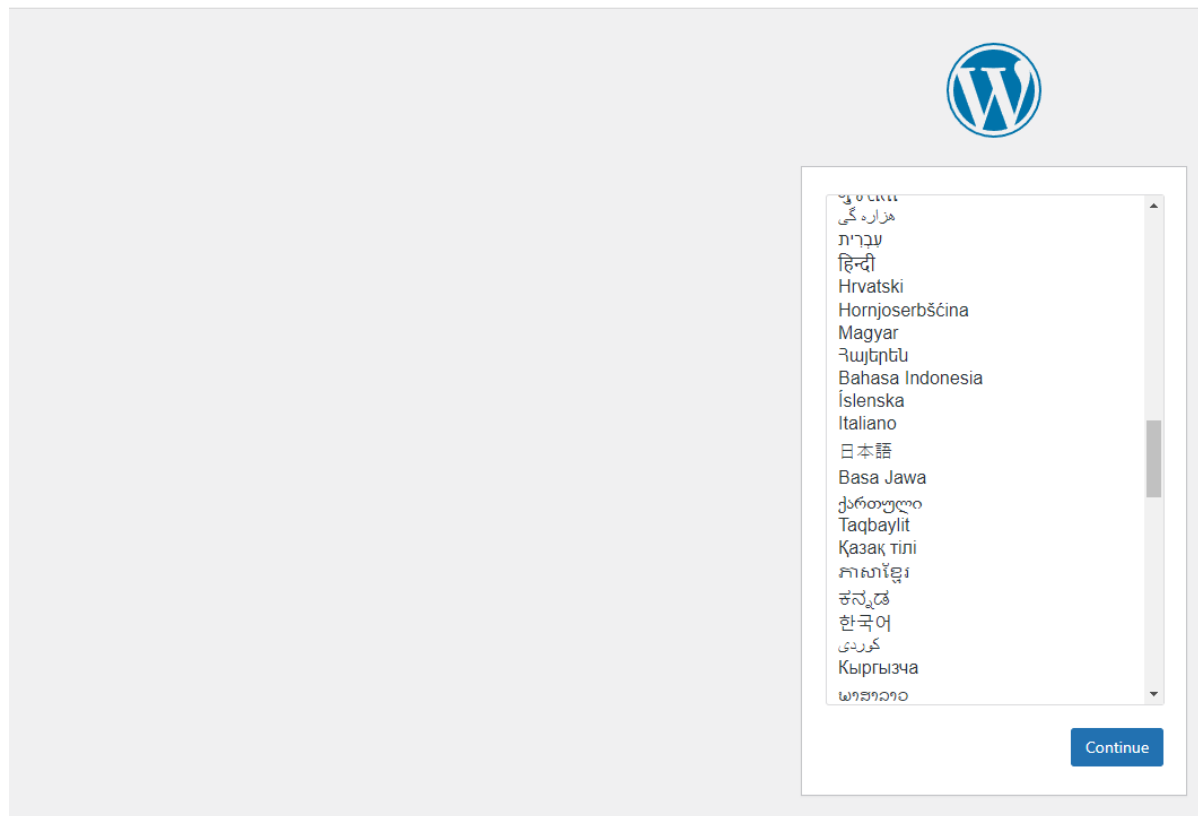 هزاره گی
עִבְרִית
हिन्दी
Hrvatski
Hornjoserbšćina
Magyar
Հայերեն
Bahasa Indonesia
Íslenska
Italiano
日本語
Basa Jawa
ქართული
Taqbaylit
Қазақ тілі
ភាសាខ្មែរ
ಕನ್ನಡ
한국어
كوردی
Кыргызча
ພາສາລາວ
Continue